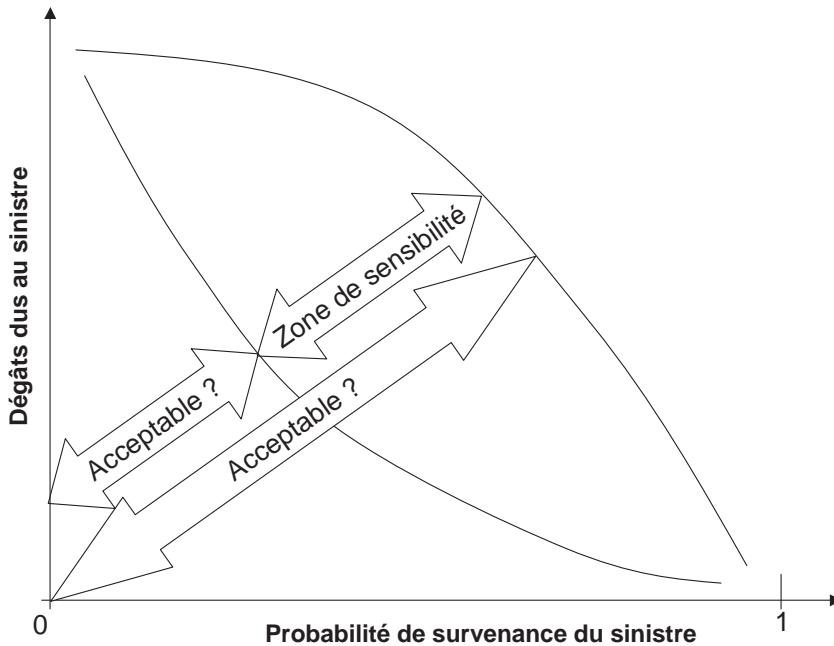 Dégâts dus au sinistre
Zone de sensibilité
Acceptable ?
Acceptable ?
0
1
Probabilité de survenance du sinistre